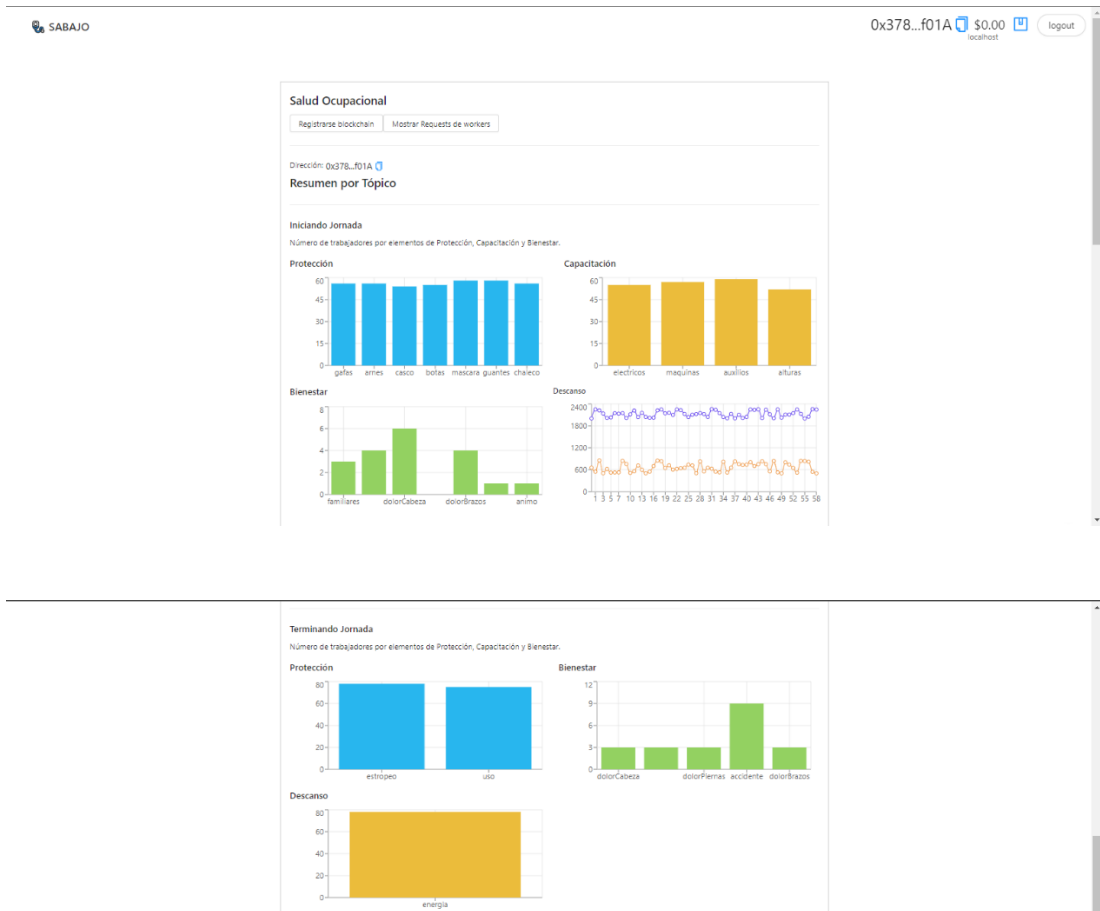 SABAJO
0x378...f01A $0.00 logout
localhost
Salud Ocupacional
Registrarse blockchain Mostrar Requests de workers
Dirección: 0x378...f01A
Resumen por Tópico
Iniciando Jornada
Número de trabajadores por elementos de Protección, Capacitación y Bienestar.
Protección
60
45
30
15
0
gafas arnes casco botas mascara guantes chaleco
Capacitación
60
45
30
15
0
electricos maquinas auxilios alturas
Bienestar
8
6
4
2
0
familiares dolorCabeza dolorBrazos animo
Descanso
2400
1800
1200
600
0
1 3 5 7 10 13 16 19 22 25 28 31 34 37 40 43 46 49 52 55 58
Terminando Jornada
Número de trabajadores por elementos de Protección, Capacitación y Bienestar.
Protección
80
60
40
20
0
estropeo uso
Bienestar
12
9
6
3
0
dolorCabeza dolorPiernas accidente dolorBrazos
Descanso
80
60
40
20
0
energia